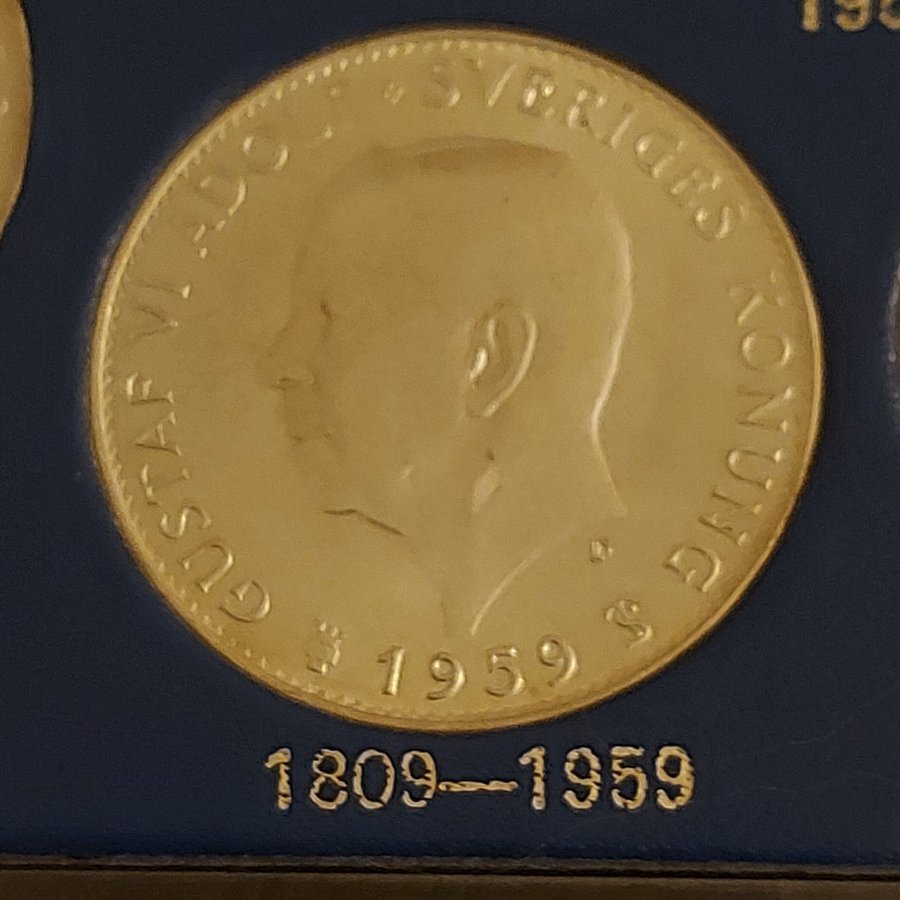 GUSTAF VI ADOLF · SVERIGES KONUNG
1959
1809—1959